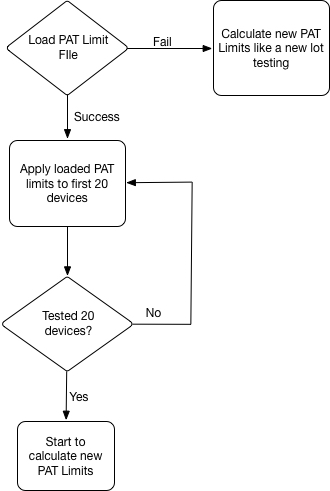 Load PAT Limit
FIle
Fail
Calculate new PAT
Limits like a new lot
testing
Success
Apply loaded PAT
limits to first 20
devices
Tested 20
devices?
No
Yes
Start to
calculate new
PAT Limits